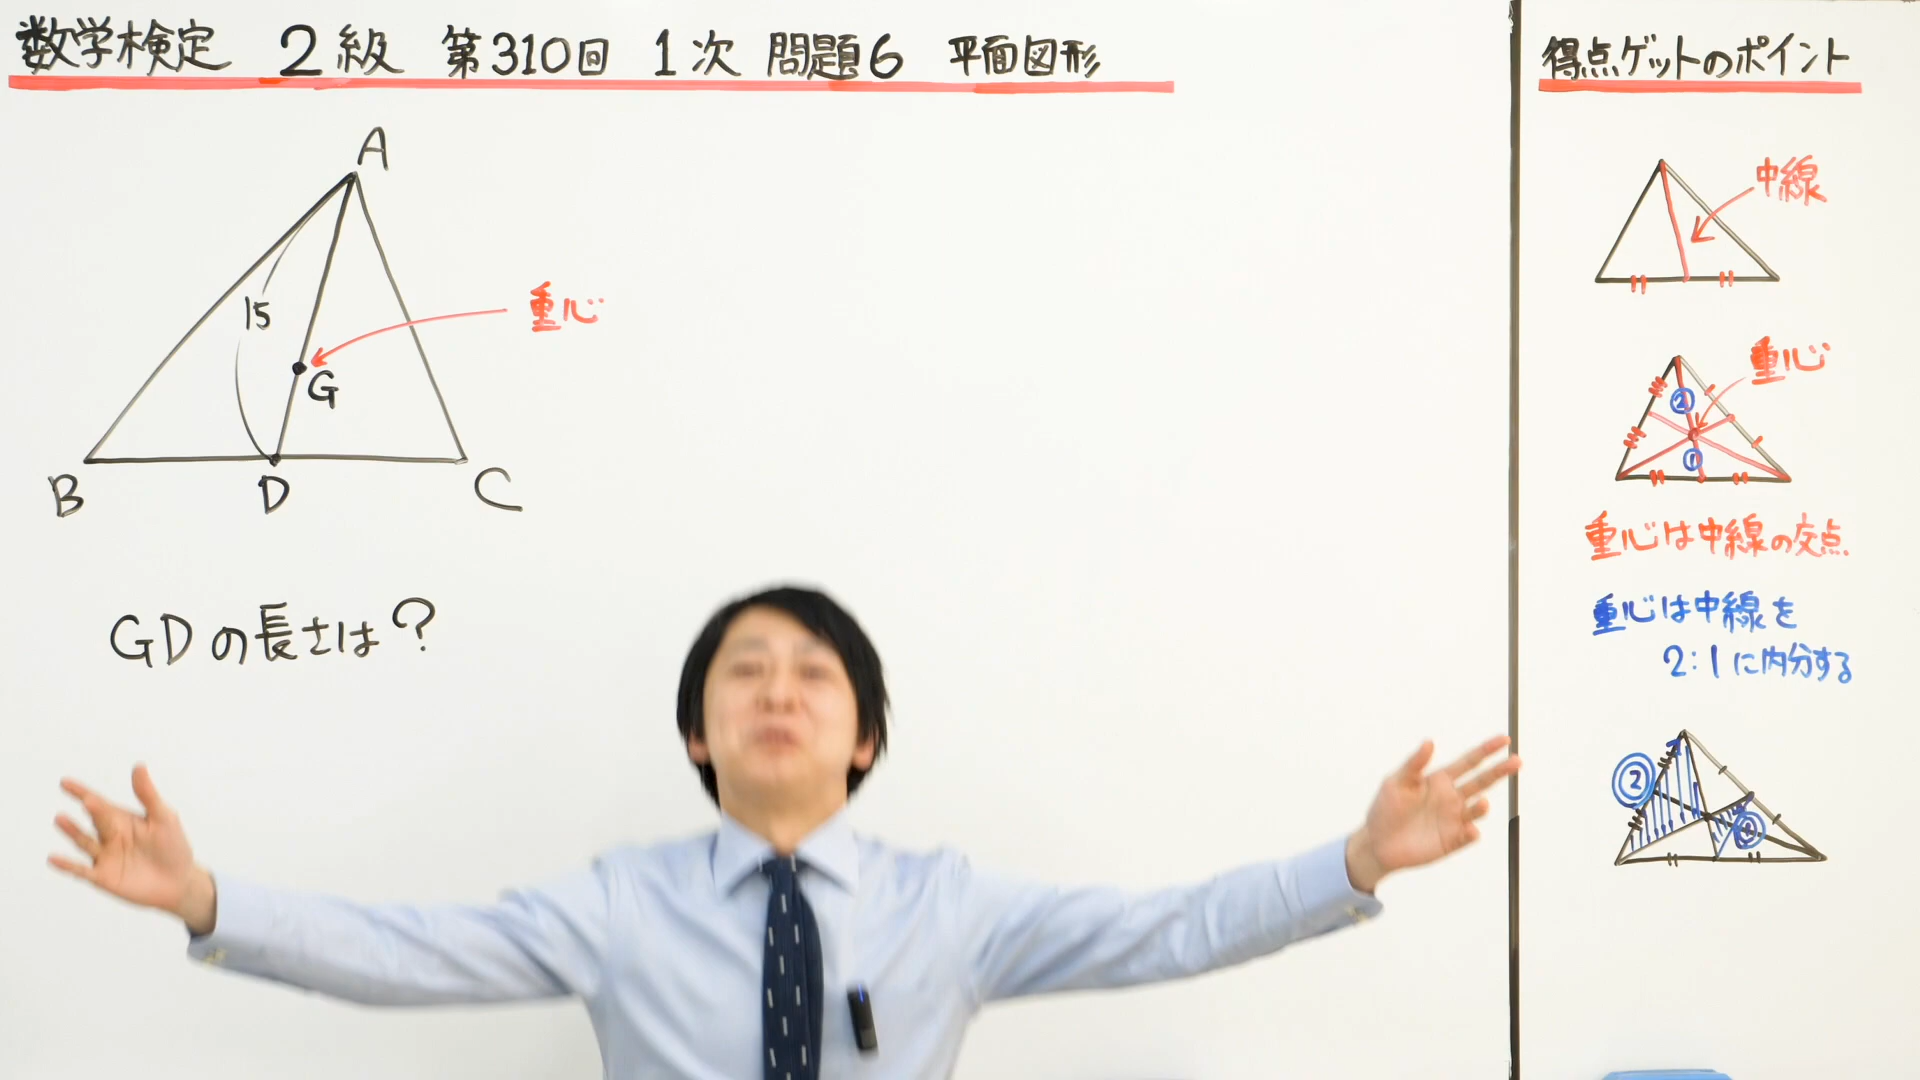 数学検定 2級 第310回 1次 問題6 平面図形
A
15
重心
G
B
D
C
GDの長さは?
得点ゲットのポイント
中線
重心
②
①
重心は中線の交点
重心は中線を
2:1に内分する
②